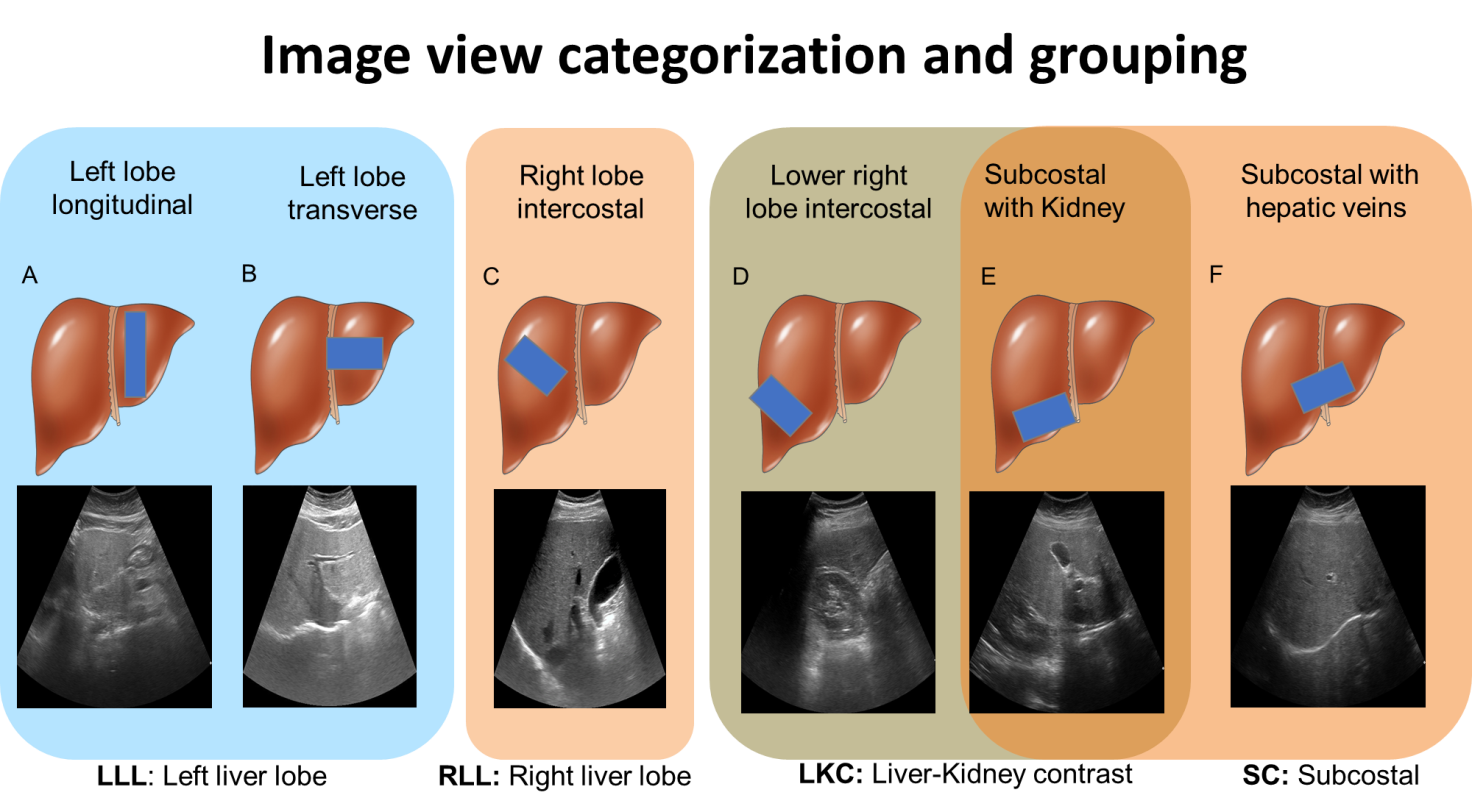 Image view categorization and grouping
Left lobe
longitudinal
Left lobe
transverse
Right lobe
intercostal
Lower right
lobe intercostal
Subcostal
with Kidney
Subcostal with
hepatic veins
A
B
C
D
E
F
LLL: Left liver lobe
RLL: Right liver lobe
LKC: Liver-Kidney contrast
SC: Subcostal